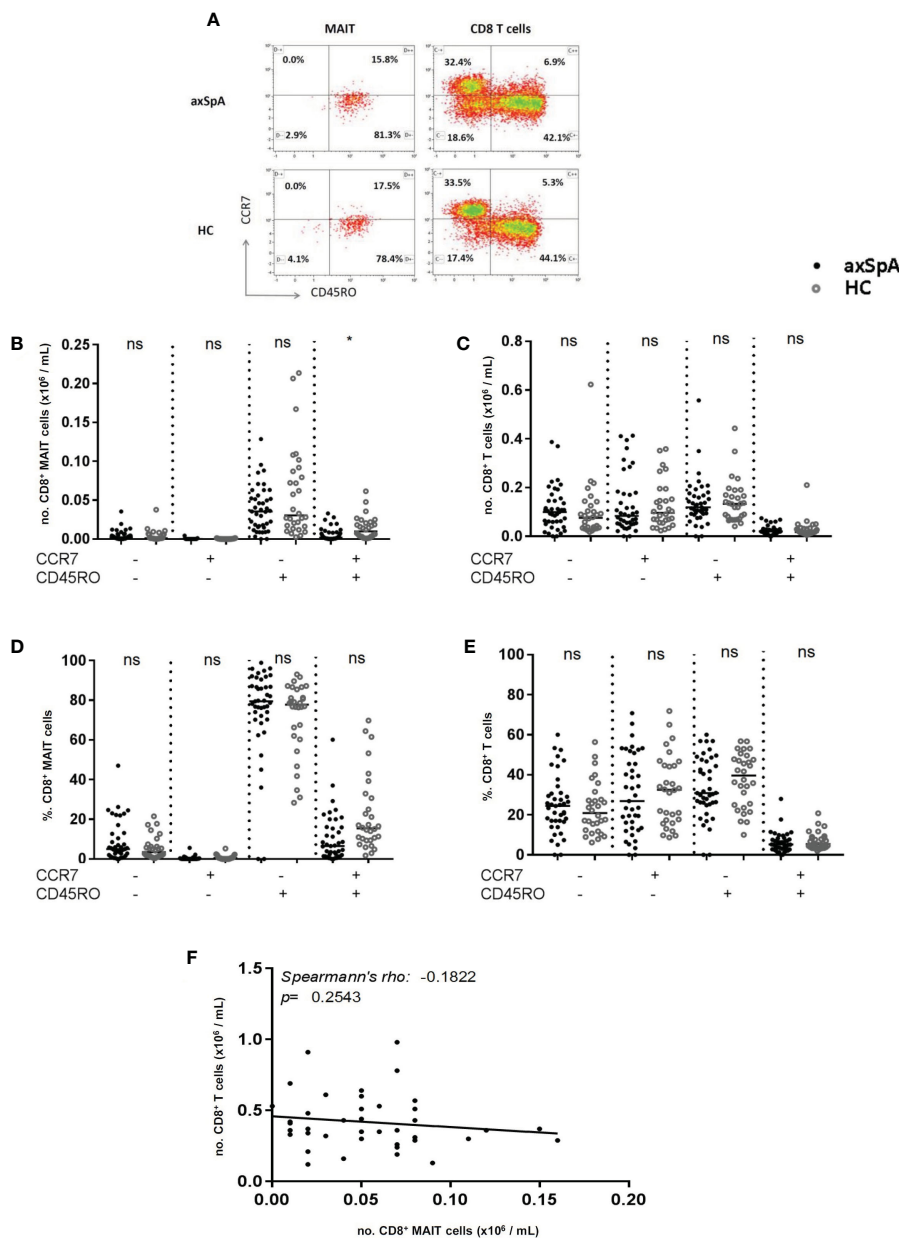 A
MAIT
CD8 T cells
axSpA
0.0%
15.8%
2.9%
81.3%
32.4%
6.9%
18.6%
42.1%
HC
0.0%
17.5%
4.1%
78.4%
33.5%
5.3%
17.4%
44.1%
CCR7
CD45RO
axSpA
HC
B
no. CD8⁺ MAIT cells (x10⁶ / mL)
0.25
0.20
0.15
0.10
0.05
0.00
ns
ns
ns
*
CCR7 - + - +
CD45RO - - + +
C
no. CD8⁺ T cells (x10⁶ / mL)
0.8
0.6
0.4
0.2
0.0
ns
ns
ns
ns
CCR7 - + - +
CD45RO - - + +
D
%. CD8⁺ MAIT cells
100
80
60
40
20
0
ns
ns
ns
ns
CCR7 - + - +
CD45RO - - + +
E
%. CD8⁺ T cells
100
80
60
40
20
0
ns
ns
ns
ns
CCR7 - + - +
CD45RO - - + +
F
Spearmann's rho: -0.1822
p= 0.2543
no. CD8⁺ T cells (x10⁶ / mL)
1.5
1.0
0.5
0.0
0.00 0.05 0.10 0.15 0.20
no. CD8⁺ MAIT cells (x10⁶ / mL)